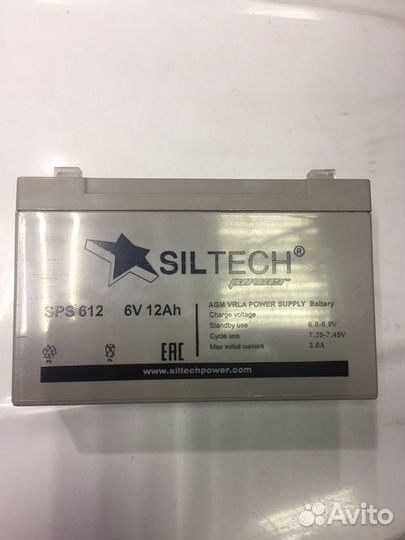 SILTECH®
power
SPS 612 6V 12Ah
AGM VRLA POWER SUPPLY Battery
Charge voltage
Standby use 6,8-6,9V
Cycle use 7,25-7,45V
Max initial current 3,6A
Pb Pb EAC
www.siltechpower.com
Avito